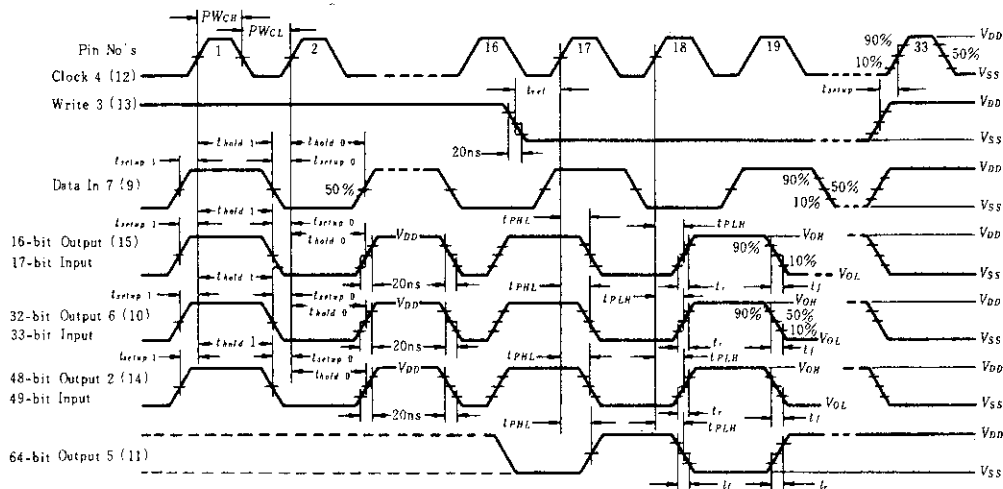 PWCH
PWCL
Pin No's
Clock 4 (12)
1
2
16
17
18
19
33
90%
10%
50%
VDD
VSS
Write 3 (13)
trel
20ns
tsetup
VDD
VSS
tsetup 1
thold 1
thold 0
tsetup 0
Data In 7 (9)
50%
90%
10%
50%
VDD
VSS
tsetup 1
thold 1
tsetup 0
thold 0
tPHL
tPLH
16-bit Output (15)
17-bit Input
VDD
20ns
90%
10%
VOH
VOL
VDD
VSS
tsetup 1
thold 1
tsetup 0
thold 0
tPHL
tPLH
tr
tf
32-bit Output 6 (10)
33-bit Input
VDD
20ns
90%
50%
10%
VOH
VOL
VDD
VSS
tsetup 1
thold 1
tsetup 0
thold 0
tPHL
tr
tPLH
tf
48-bit Output 2 (14)
49-bit Input
VDD
20ns
VOH
VOL
VDD
VSS
tPHL
tr
tPLH
tf
64-bit Output 5 (11)
VDD
VSS
tf
tr